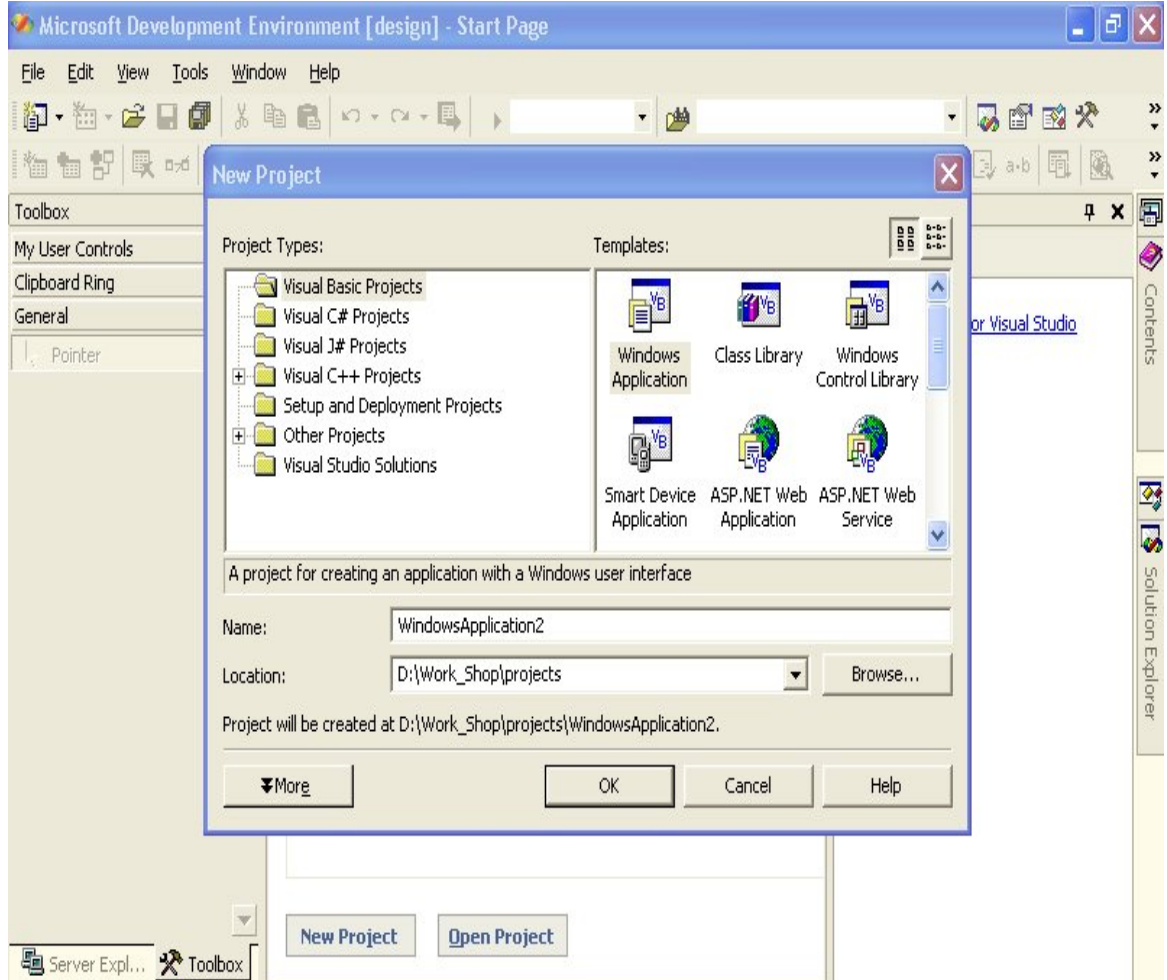 Microsoft Development Environment [design] - Start Page
File Edit View Tools Window Help
a•b
Toolbox
My User Controls
Clipboard Ring
General
Pointer
New Project
Project Types:
Visual Basic Projects
Visual C# Projects
Visual J# Projects
Visual C++ Projects
Setup and Deployment Projects
Other Projects
Visual Studio Solutions
Templates:
Windows Application
Class Library
Windows Control Library
Smart Device Application
ASP.NET Web Application
ASP.NET Web Service
A project for creating an application with a Windows user interface
Name: WindowsApplication2
Location: D:\Work_Shop\projects Browse...
Project will be created at D:\Work_Shop\projects\WindowsApplication2.
More OK Cancel Help
or Visual Studio
Contents
Solution Explorer
New Project Open Project
Server Expl... Toolbox